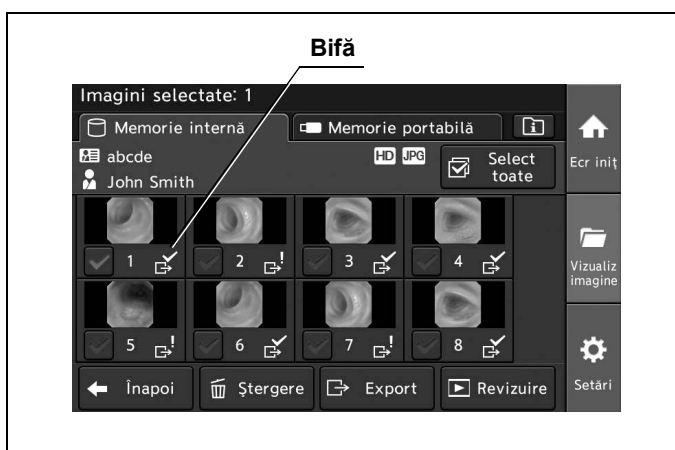 Bifă
Imagini selectate: 1
Memorie internă
Memorie portabilă
abcde
HD JPG
Select toate
John Smith
Ecr iniț
1
2
3
4
Vizualiz
imagine
5
6
7
8
Înapoi
Ștergere
Export
Revizuire
Setări